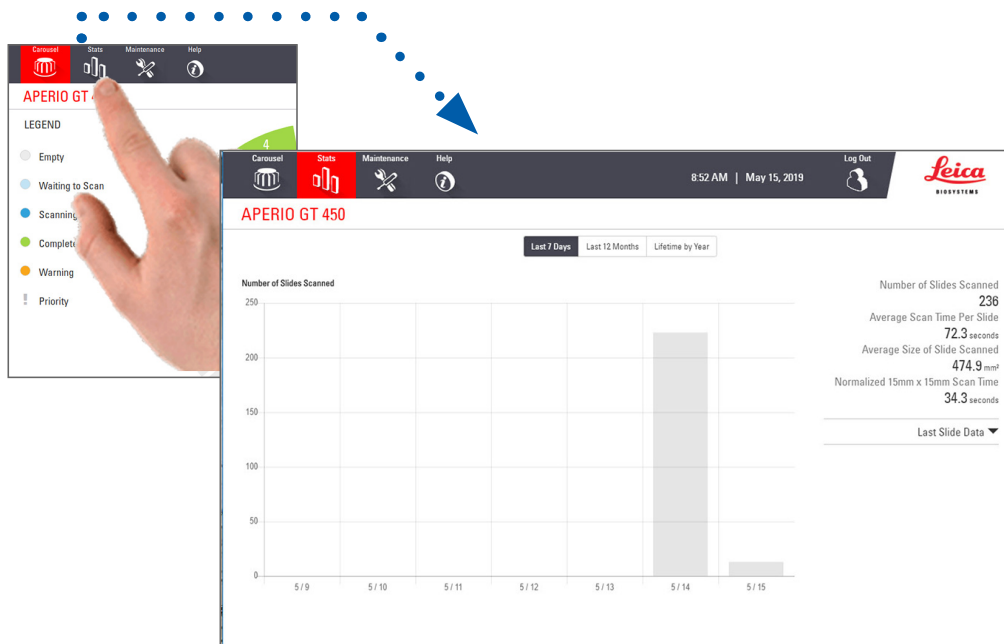 Carousel Stats Maintenance Help
APERIO GT
LEGEND
Empty
Waiting to Scan
Scanning
Complete
Warning
Priority
4
Carousel Stats Maintenance Help
8:52 AM | May 15, 2019
Log Out
Leica
BIOSYSTEMS
APERIO GT 450
Last 7 Days Last 12 Months Lifetime by Year
Number of Slides Scanned
250
200
150
100
50
0
5 / 9 5 / 10 5 / 11 5 / 12 5 / 13 5 / 14 5 / 15
Number of Slides Scanned
236
Average Scan Time Per Slide
72.3 seconds
Average Size of Slide Scanned
474.9 mm²
Normalized 15mm x 15mm Scan Time
34.3 seconds
Last Slide Data